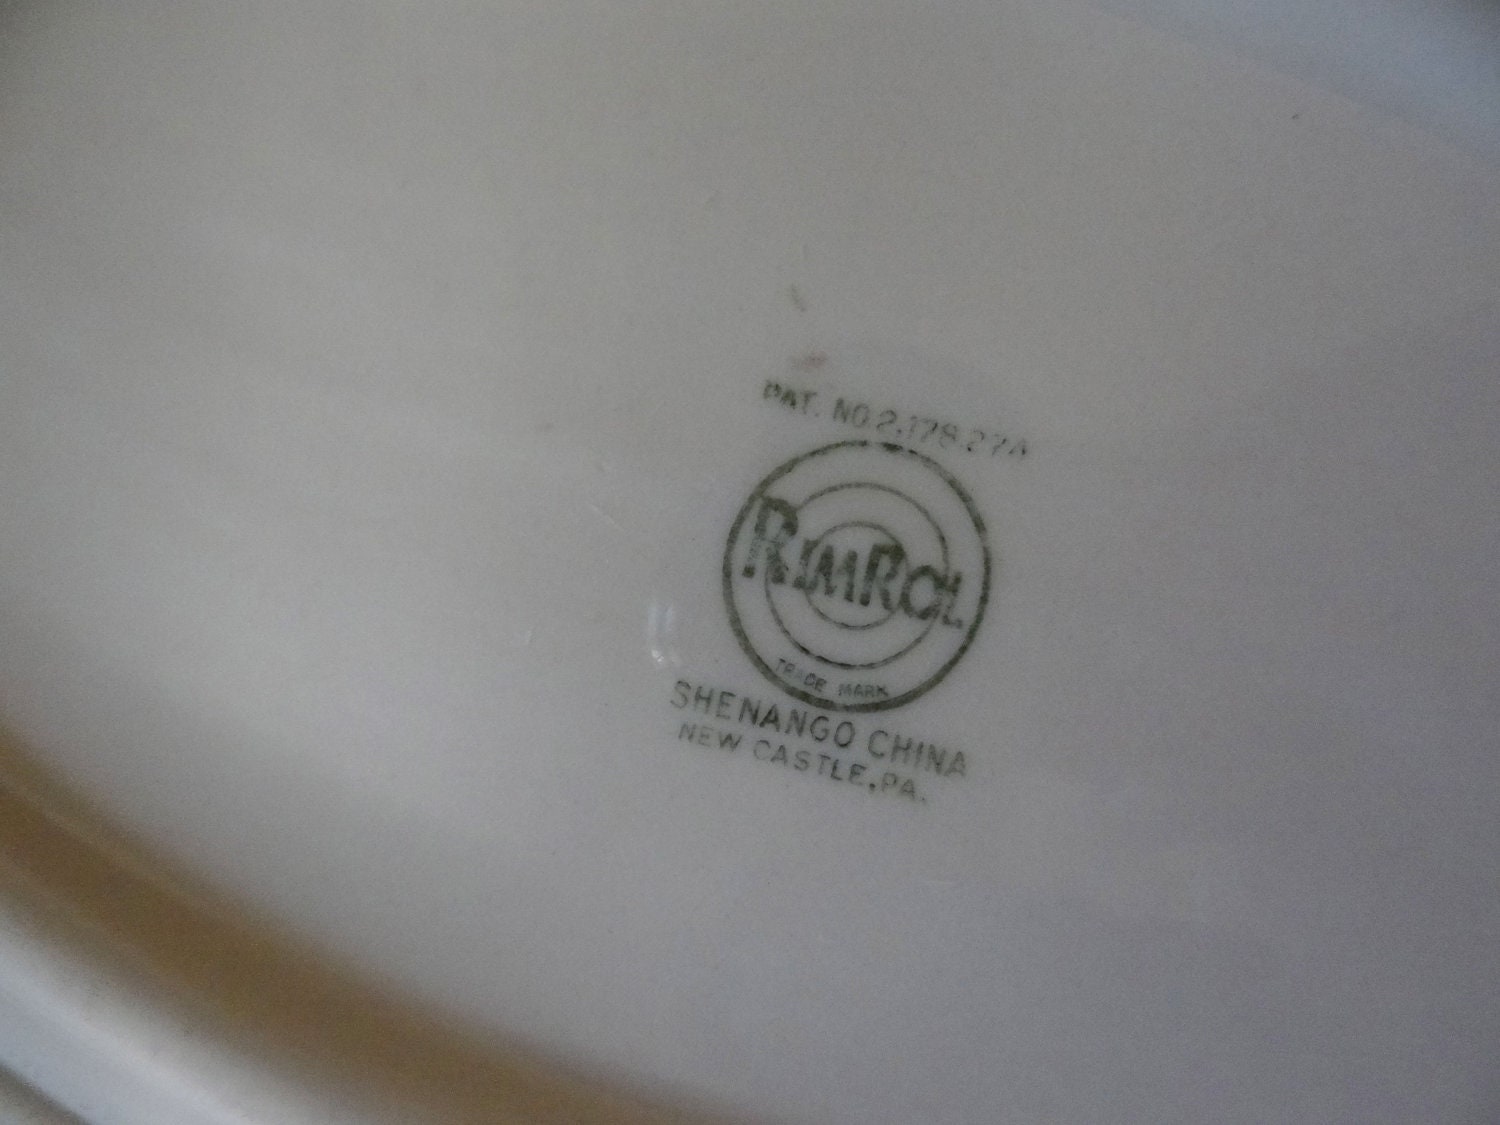 PAT. NO. 2,178,274
RimRol
TRADE MARK
SHENANGO CHINA
NEW CASTLE, PA.